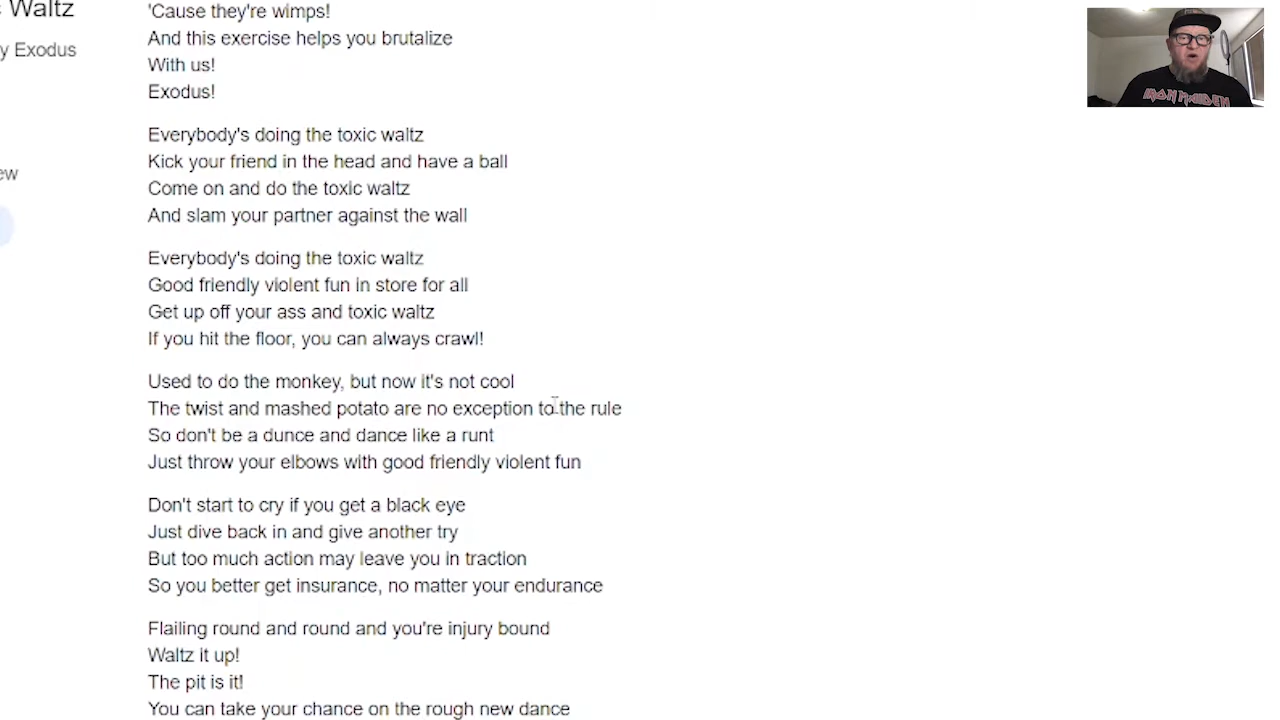 c Waltz
y Exodus
ew
'Cause they're wimps!
And this exercise helps you brutalize
With us!
Exodus!
Everybody's doing the toxic waltz
Kick your friend in the head and have a ball
Come on and do the toxic waltz
And slam your partner against the wall
Everybody's doing the toxic waltz
Good friendly violent fun in store for all
Get up off your ass and toxic waltz
If you hit the floor, you can always crawl!
Used to do the monkey, but now it's not cool
The twist and mashed potato are no exception to the rule
So don't be a dunce and dance like a runt
Just throw your elbows with good friendly violent fun
Don't start to cry if you get a black eye
Just dive back in and give another try
But too much action may leave you in traction
So you better get insurance, no matter your endurance
Flailing round and round and you're injury bound
Waltz it up!
The pit is it!
You can take your chance on the rough new dance
IRON MAIDEN